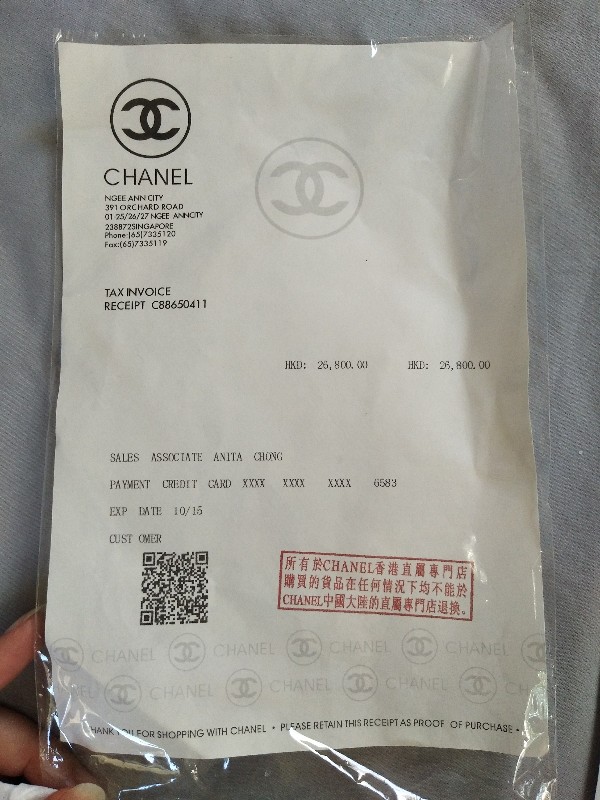 CHANEL
NGEE ANN CITY
391 ORCHARD ROAD
01 25/26/27 NGEE ANNCITY
238872SINGAPORE
Phone:(65)7335120
Fax:(65)7335119
TAX INVOICE
RECEIPT C88650411
HKD: 26,800.00 HKD: 26,800.00
SALES ASSOCIATE ANITA CHONG
PAYMENT CREDIT CARD XXXX XXXX XXXX 6583
EXP DATE 10/15
CUST OMER
所有於CHANEL香港直屬專門店
購買的貨品在任何情況下均不能於
CHANEL中國大陸的直屬專門店退換。
CHANEL CHANEL CHANEL CHANEL
CHANEL CHANEL CHANEL CHANEL
HANK YOU FOR SHOPPING WITH CHANEL • PLEASE RETAIN THIS RECEIPT AS PROOF OF PURCHASE •